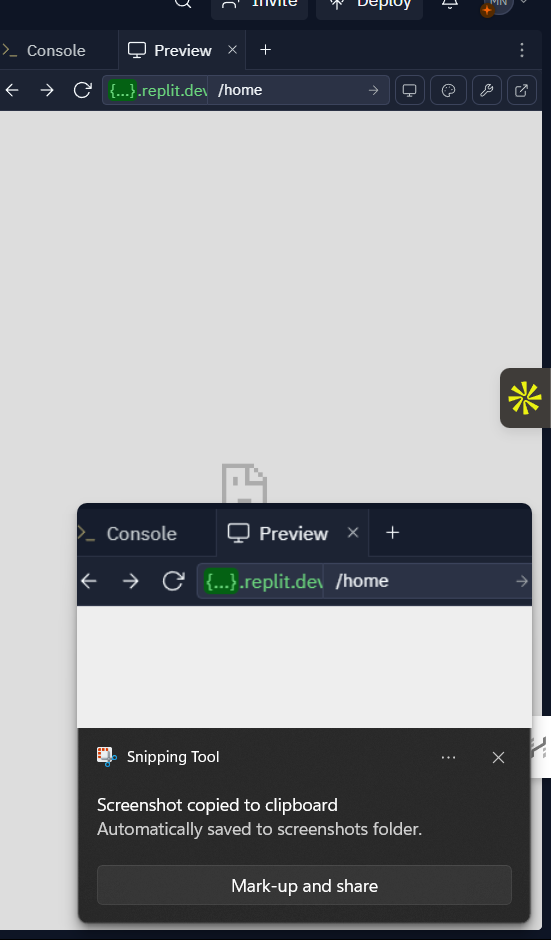 Invite
Deploy
MN
>_ Console
Preview
{...}.replit.dev
/home
>_ Console
Preview
{...}.replit.dev
/home
Snipping Tool
Screenshot copied to clipboard
Automatically saved to screenshots folder.
Mark-up and share